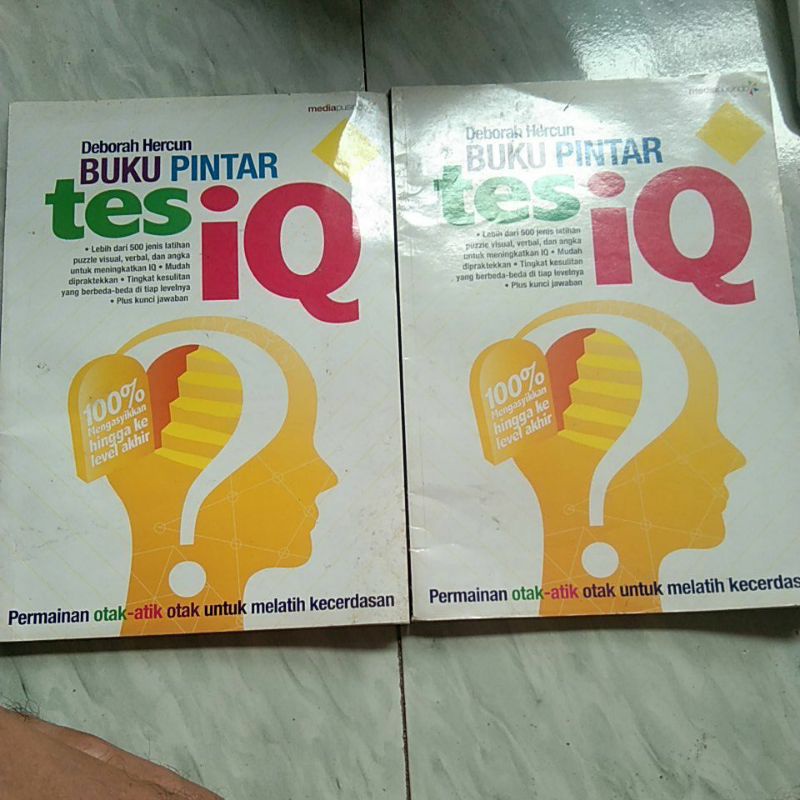 mediapusindo
Deborah Hercun
BUKU PINTAR
tes iQ
• Lebih dari 500 jenis latihan
puzzle visual, verbal, dan angka
untuk meningkatkan IQ • Mudah
dipraktekkan • Tingkat kesulitan
yang berbeda-beda di tiap levelnya
• Plus kunci jawaban
100%
Mengasyikkan
hingga ke
level akhir
Permainan otak-atik otak untuk melatih kecerdasan
mediapusindo
Deborah Hercun
BUKU PINTAR
tes iQ
• Lebih dari 500 jenis latihan
puzzle visual, verbal, dan angka
untuk meningkatkan IQ • Mudah
dipraktekkan • Tingkat kesulitan
yang berbeda-beda di tiap levelnya
• Plus kunci jawaban
100%
Mengasyikkan
hingga ke
level akhir
Permainan otak-atik otak untuk melatih kecerdas